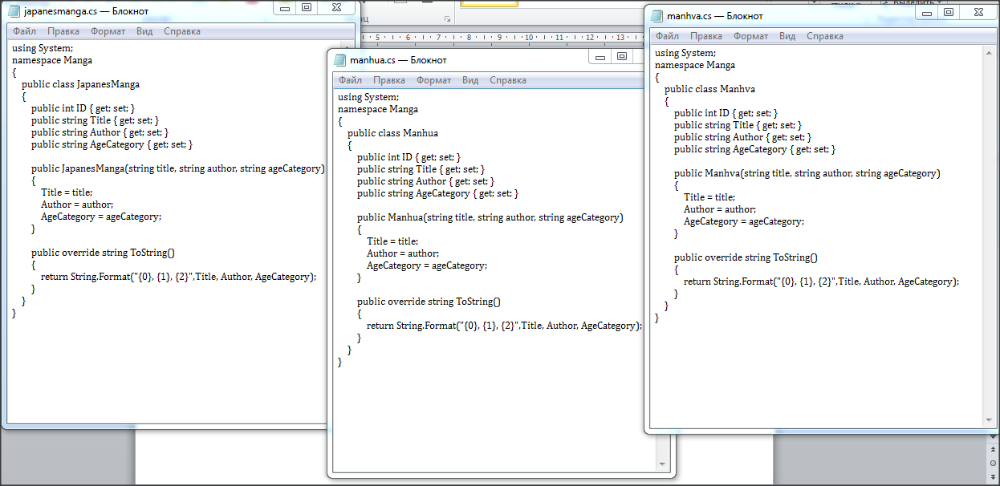 japanesmanga.cs — Блокнот
Файл Правка Формат Вид Справка
using System;
namespace Manga
{
public class JapanesManga
{
public int ID { get; set; }
public string Title { get; set; }
public string Author { get; set; }
public string AgeCategory { get; set; }
public JapanesManga(string title, string author, string ageCategory)
{
Title = title;
Author = author;
AgeCategory = ageCategory;
}
public override string ToString()
{
return String.Format("{0}, {1}, {2}",Title, Author, AgeCategory);
}
}
}
5 6 7 8 9 10 11 12 13
manhua.cs — Блокнот
Файл Правка Формат Вид Справка
using System;
namespace Manga
{
public class Manhua
{
public int ID { get; set; }
public string Title { get; set; }
public string Author { get; set; }
public string AgeCategory { get; set; }
public Manhua(string title, string author, string ageCategory)
{
Title = title;
Author = author;
AgeCategory = ageCategory;
}
public override string ToString()
{
return String.Format("{0}, {1}, {2}",Title, Author, AgeCategory);
}
}
}
manhva.cs — Блокнот
Файл Правка Формат Вид Справка
using System;
namespace Manga
{
public class Manhva
{
public int ID { get; set; }
public string Title { get; set; }
public string Author { get; set; }
public string AgeCategory { get; set; }
public Manhva(string title, string author, string ageCategory)
{
Title = title;
Author = author;
AgeCategory = ageCategory;
}
public override string ToString()
{
return String.Format("{0}, {1}, {2}",Title, Author, AgeCategory);
}
}
}